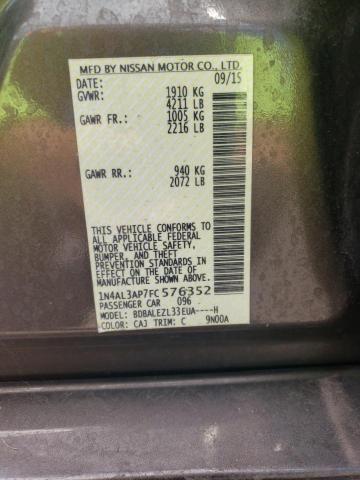 MFD BY NISSAN MOTOR CO., LTD.
DATE: 09/15
GVWR: 1910 KG
4211 LB
GAWR FR.: 1005 KG
2216 LB
GAWR RR.: 940 KG
2072 LB
THIS VEHICLE CONFORMS TO
ALL APPLICABLE FEDERAL
MOTOR VEHICLE SAFETY,
BUMPER, AND THEFT
PREVENTION STANDARDS IN
EFFECT ON THE DATE OF
MANUFACTURE SHOWN ABOVE.
1N4AL3AP7FC576352
PASSENGER CAR 096
MODEL: BDBALEZL33EUA----H
COLOR: CAJ TRIM: C 9N00A